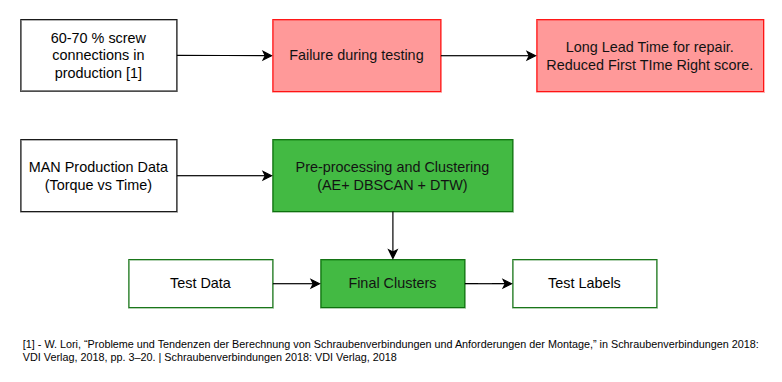 60-70 % screw
connections in
production [1]
Failure during testing
Long Lead Time for repair.
Reduced First TIme Right score.
MAN Production Data
(Torque vs Time)
Pre-processing and Clustering
(AE+ DBSCAN + DTW)
Test Data
Final Clusters
Test Labels
[1] - W. Lori, “Probleme und Tendenzen der Berechnung von Schraubenverbindungen und Anforderungen der Montage,” in Schraubenverbindungen 2018:
VDI Verlag, 2018, pp. 3–20. | Schraubenverbindungen 2018: VDI Verlag, 2018